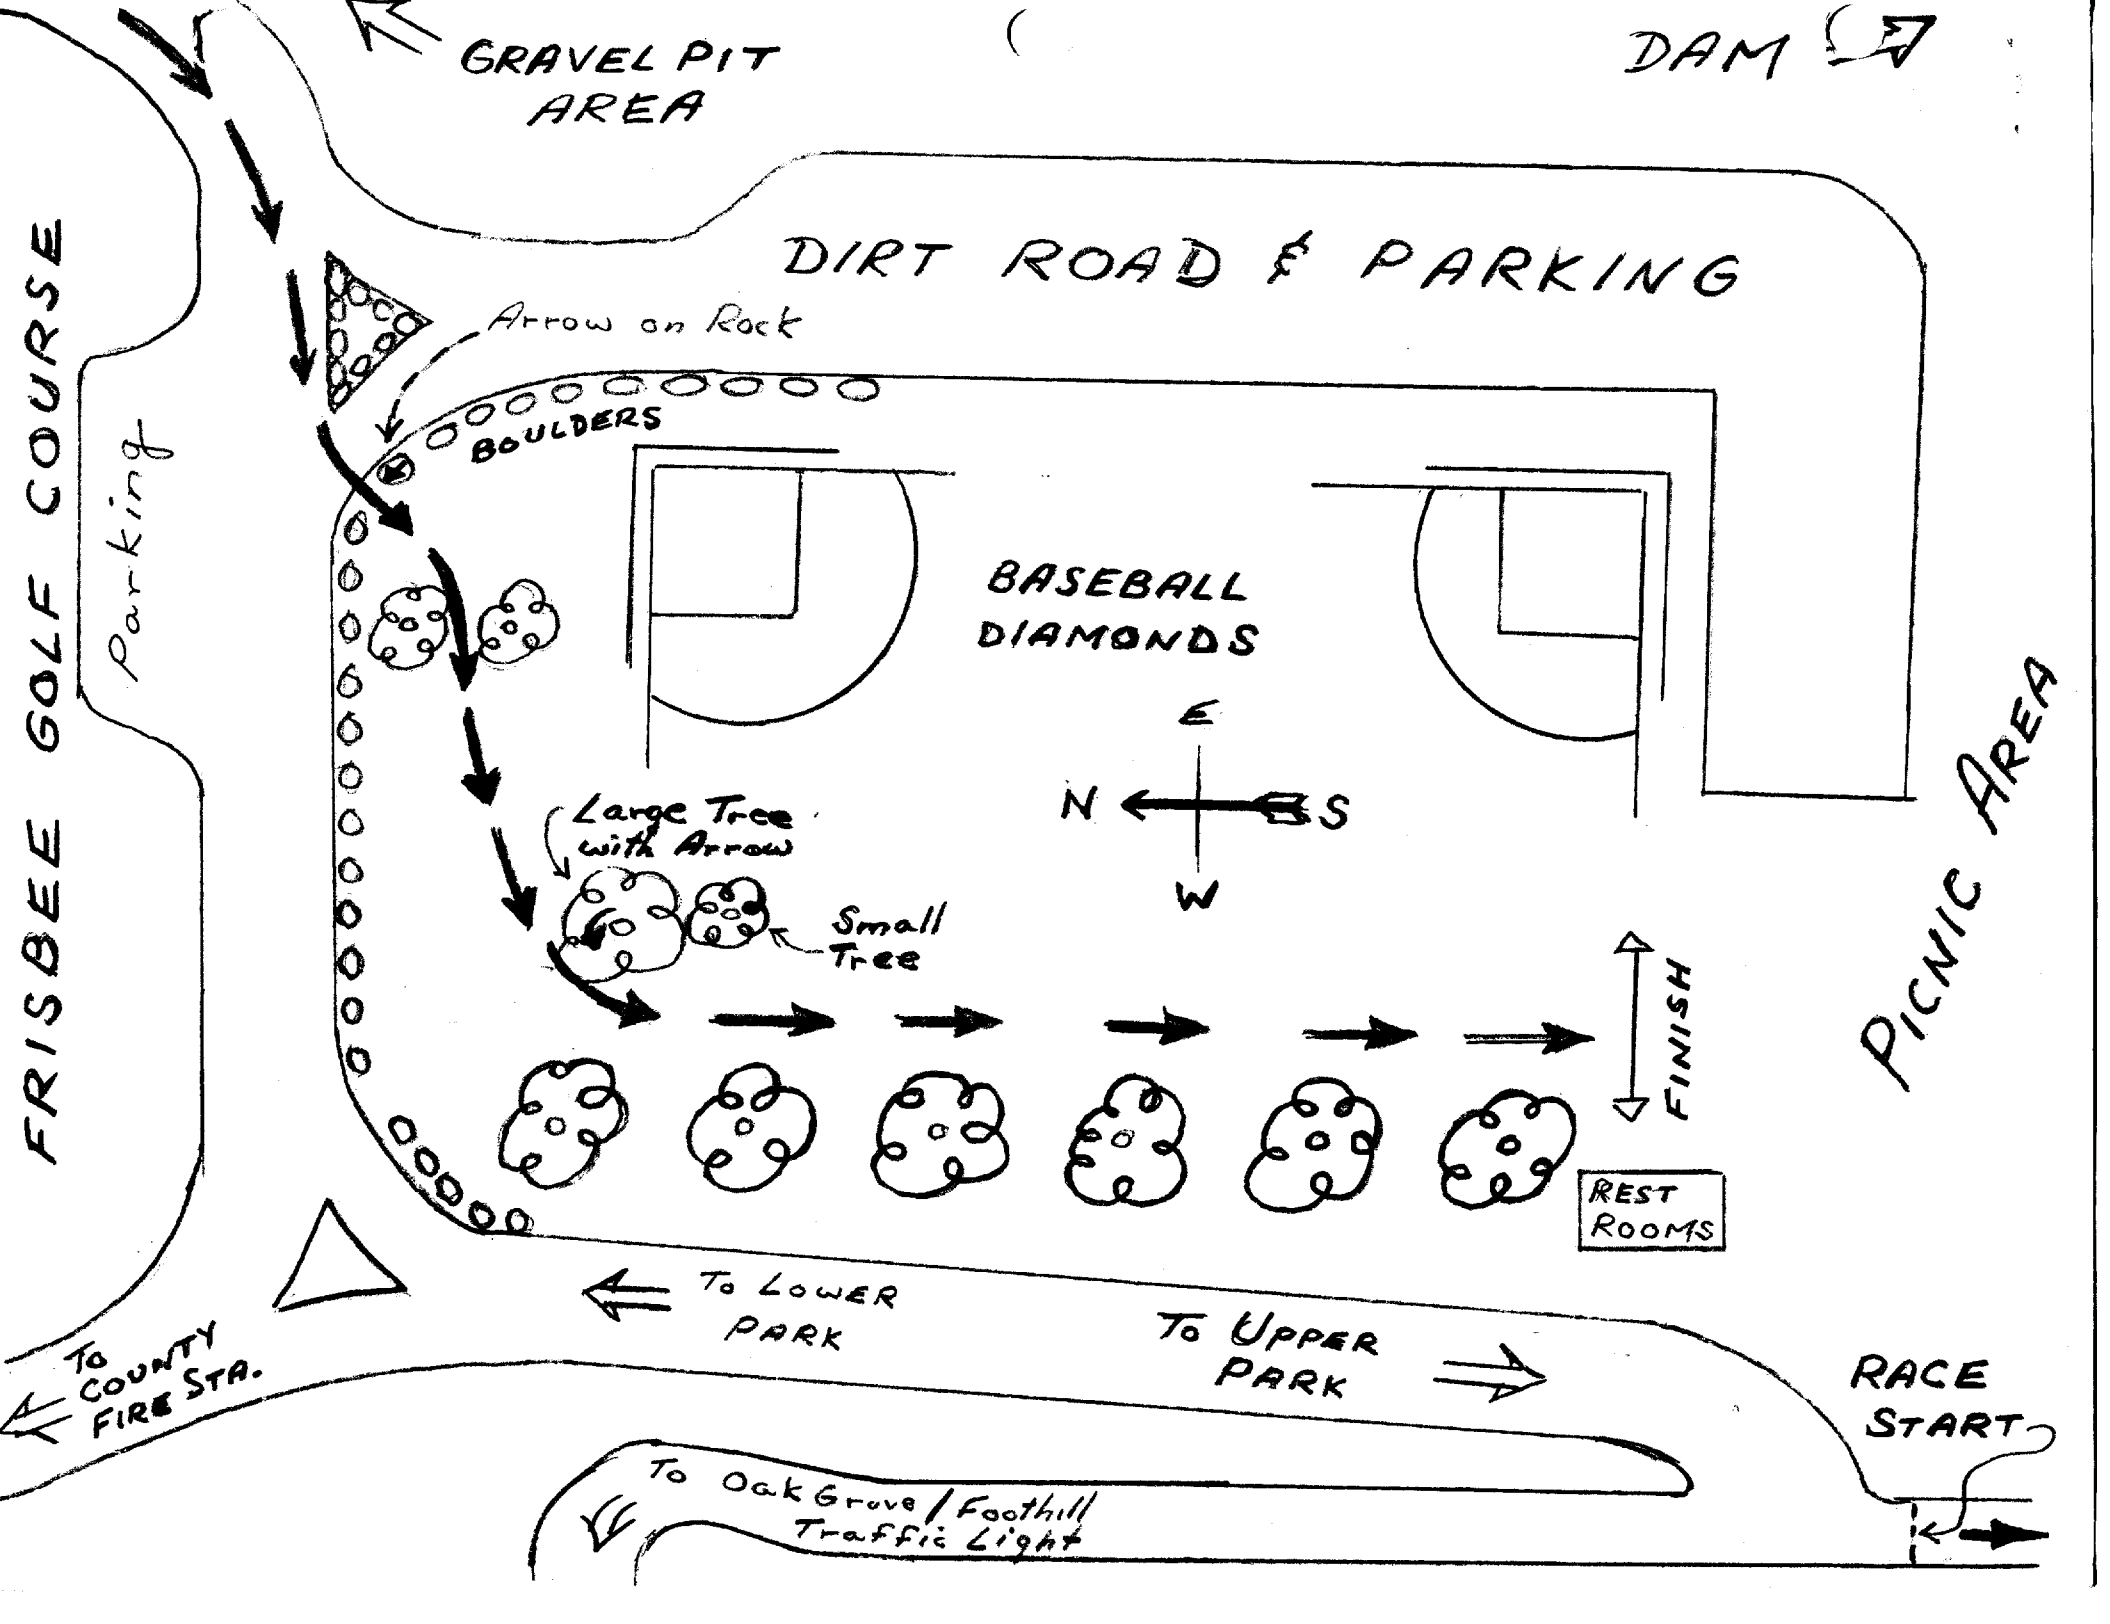 GRAVEL PIT
AREA
DAM
DIRT ROAD & PARKING
Arrow on Rock
BOULDERS
FRISBEE GOLF COURSE
Parking
BASEBALL
DIAMONDS
E
N
S
W
Large Tree
with Arrow
Small
Tree
FINISH
PICNIC AREA
REST
ROOMS
To LOWER
PARK
To UPPER
PARK
To
COUNTY
FIRE STA.
RACE
START
To Oak Grove/Foothill
Traffic Light